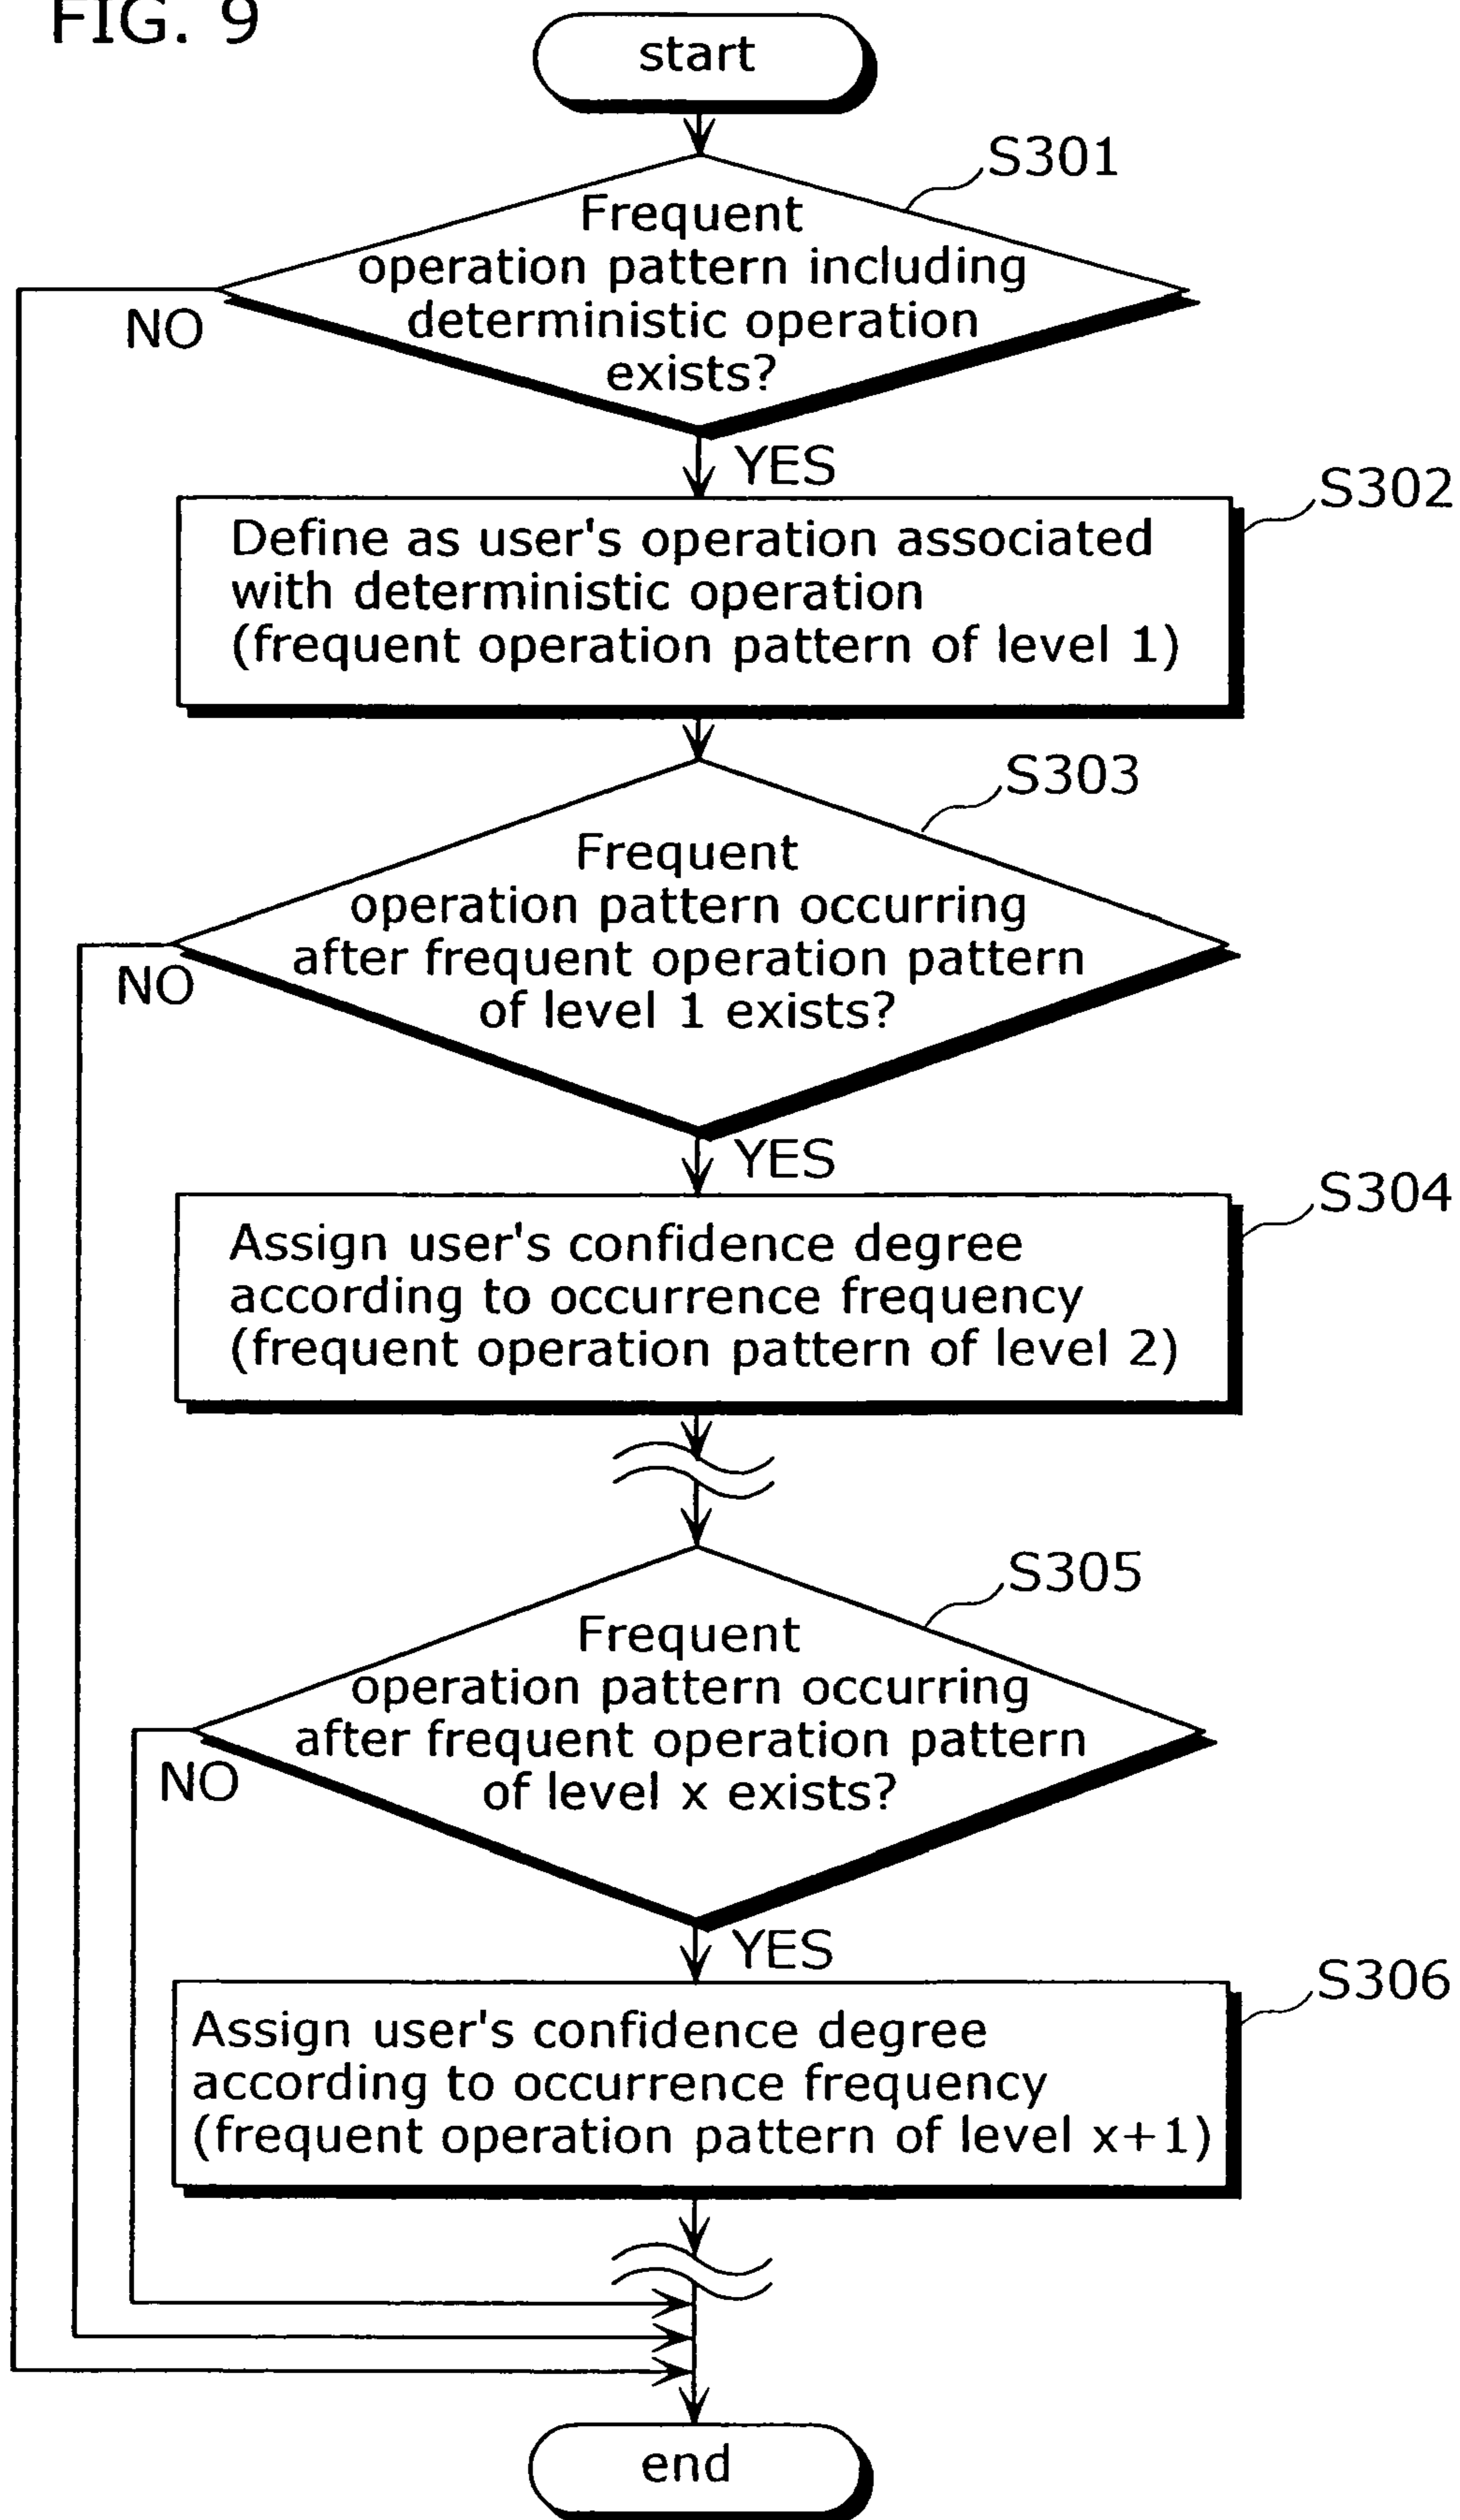 FIG. 9
start
S301
Frequent
operation pattern including
deterministic operation
exists?
NO
YES
S302
Define as user's operation associated
with deterministic operation
(frequent operation pattern of level 1)
S303
Frequent
operation pattern occurring
after frequent operation pattern
of level 1 exists?
NO
YES
S304
Assign user's confidence degree
according to occurrence frequency
(frequent operation pattern of level 2)
S305
Frequent
operation pattern occurring
after frequent operation pattern
of level x exists?
NO
YES
S306
Assign user's confidence degree
according to occurrence frequency
(frequent operation pattern of level x+1)
end